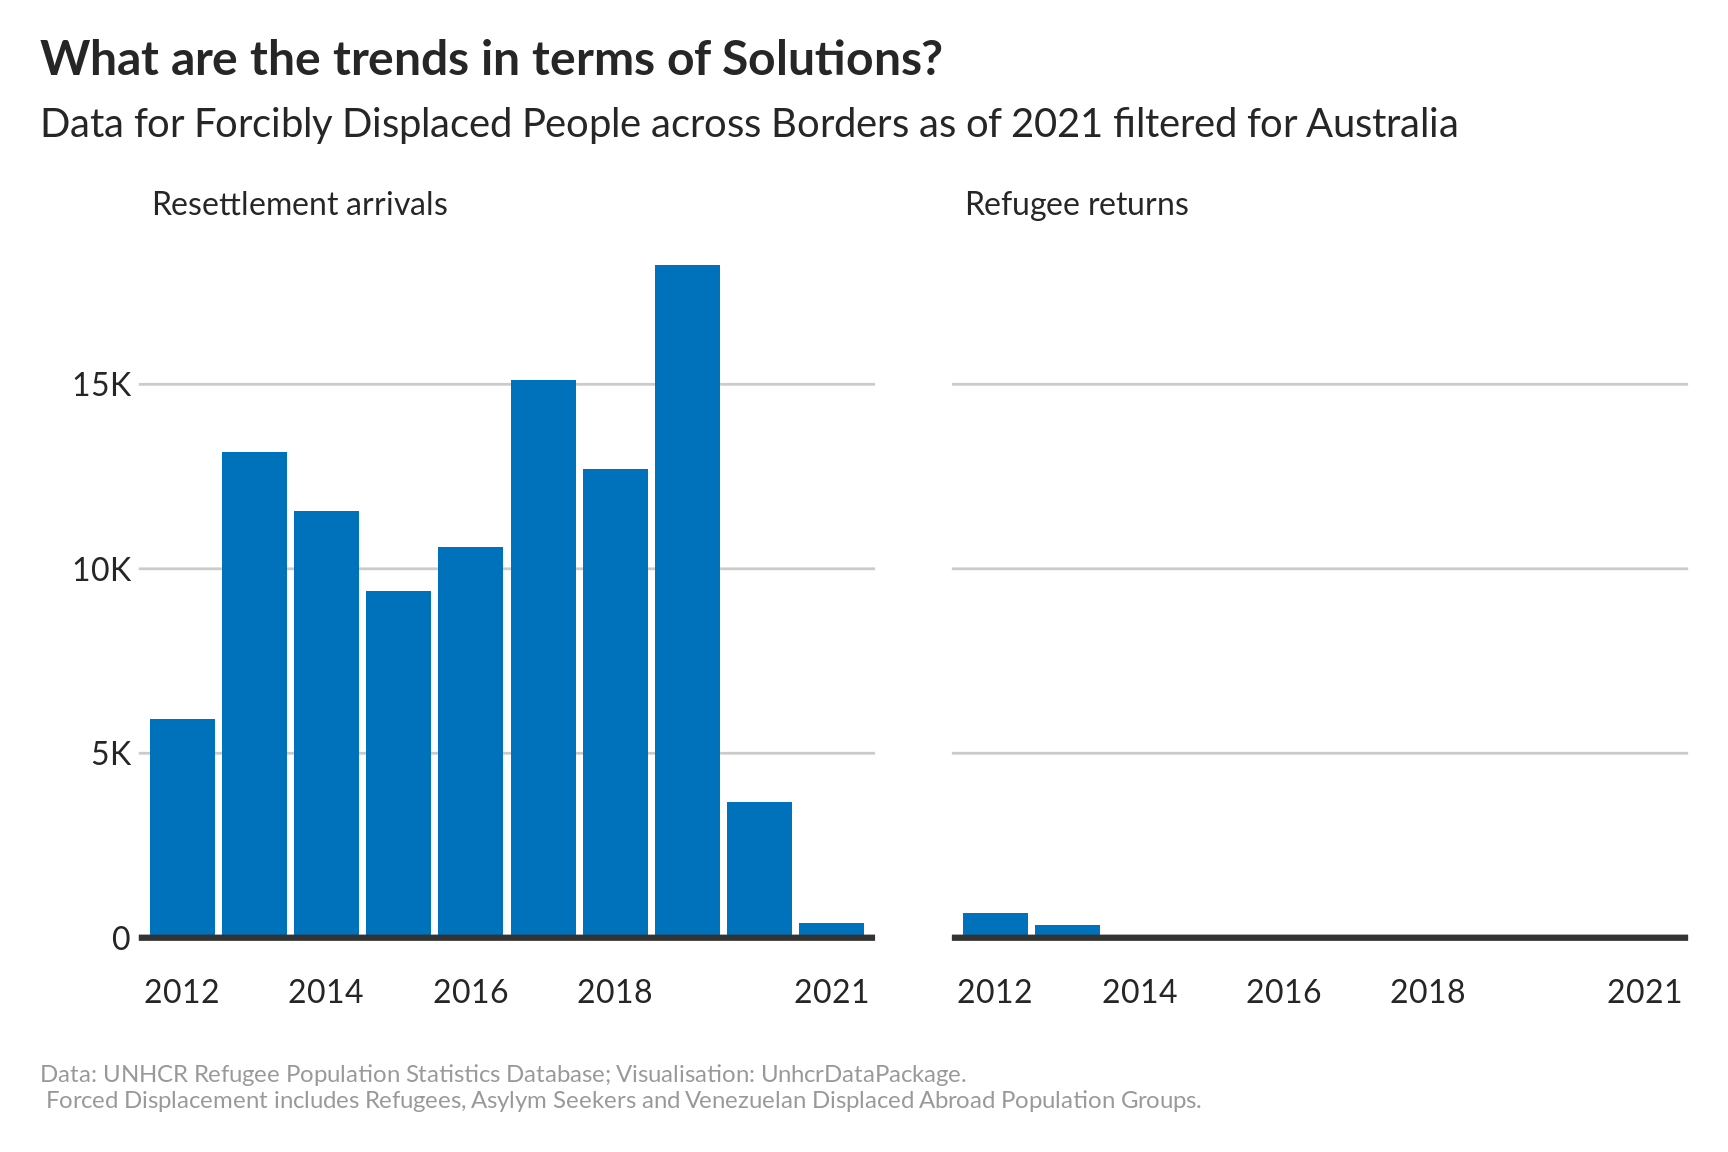 What are the trends in terms of Solutions?
Data for Forcibly Displaced People across Borders as of 2021 filtered for Australia
Resettlement arrivals
Refugee returns
15K
10K
5K
0
2012 2014 2016 2018 2021
2012 2014 2016 2018 2021
Data: UNHCR Refugee Population Statistics Database; Visualisation: UnhcrDataPackage.
Forced Displacement includes Refugees, Asylym Seekers and Venezuelan Displaced Abroad Population Groups.